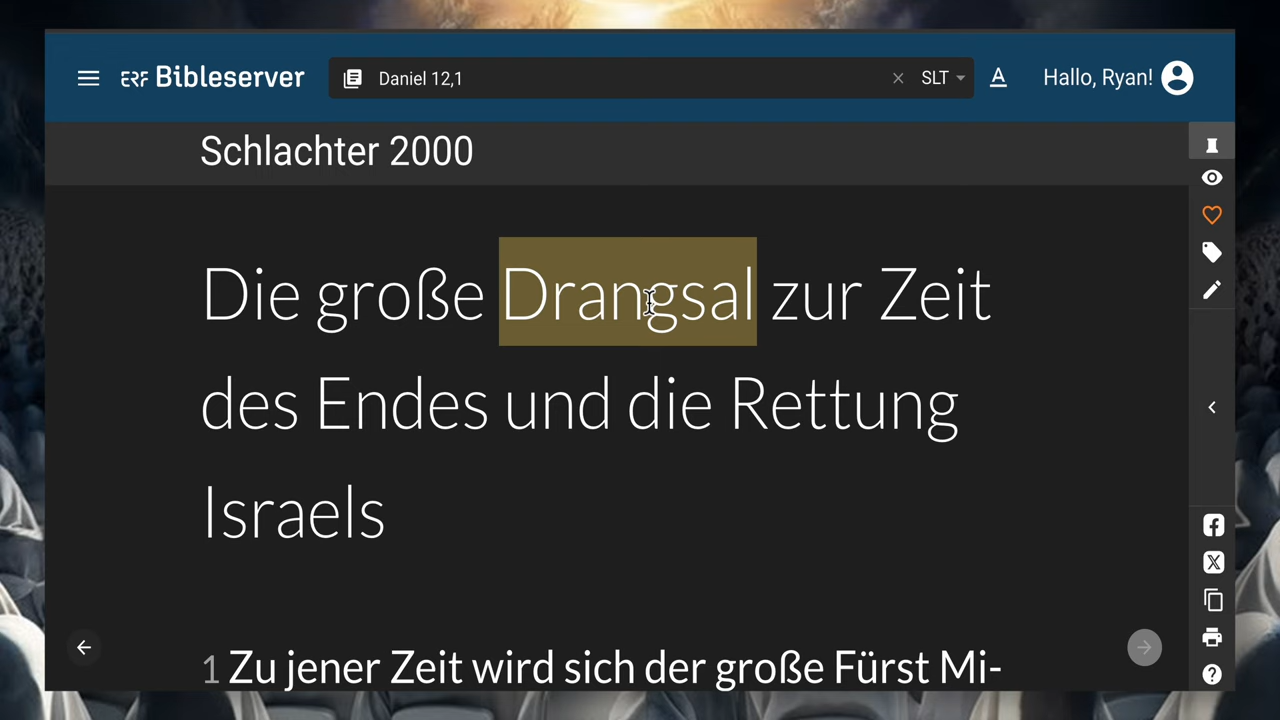 ERF Bibleserver
Daniel 12,1
SLT
A
Hallo, Ryan!
Schlachter 2000
Die große Drangsal zur Zeit
des Endes und die Rettung
Israels
1 Zu jener Zeit wird sich der große Fürst Mi-